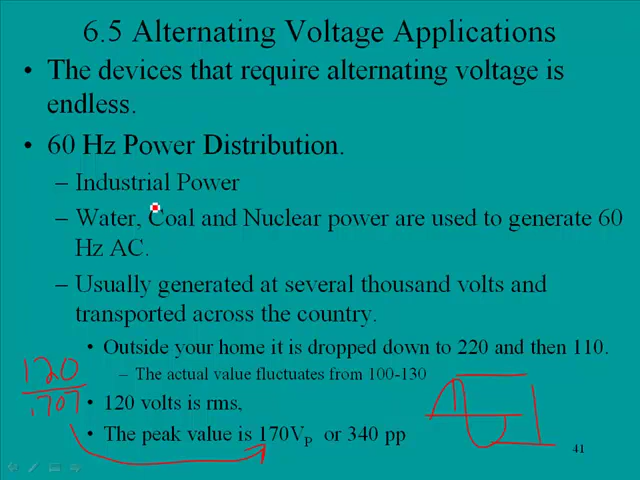 6.5 Alternating Voltage Applications
• The devices that require alternating voltage is
endless.
• 60 Hz Power Distribution.
– Industrial Power
– Water, Coal and Nuclear power are used to generate 60
Hz AC.
– Usually generated at several thousand volts and
transported across the country.
• Outside your home it is dropped down to 220 and then 110.
– The actual value fluctuates from 100-130
120
.707
• 120 volts is rms,
• The peak value is 170VP or 340 pp
41